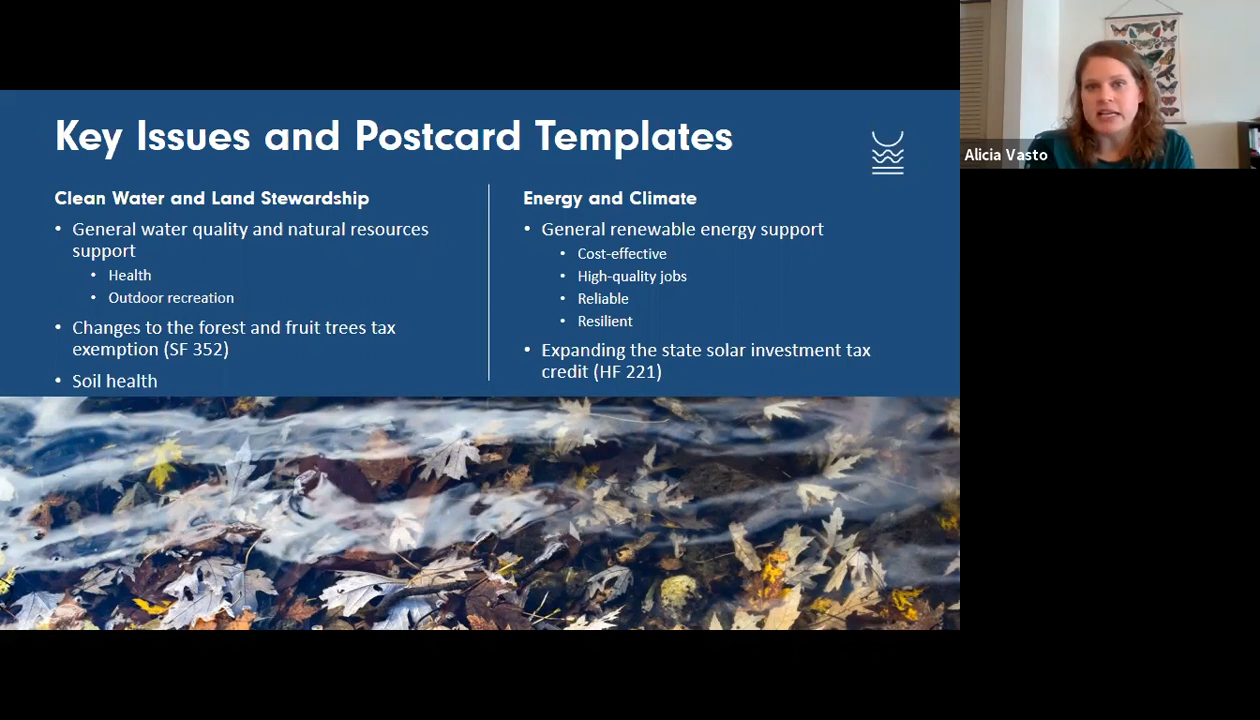 Key Issues and Postcard Templates
Clean Water and Land Stewardship
• General water quality and natural resources
support
• Health
• Outdoor recreation
• Changes to the forest and fruit trees tax
exemption (SF 352)
• Soil health
Energy and Climate
• General renewable energy support
• Cost-effective
• High-quality jobs
• Reliable
• Resilient
• Expanding the state solar investment tax
credit (HF 221)
Alicia Vasto